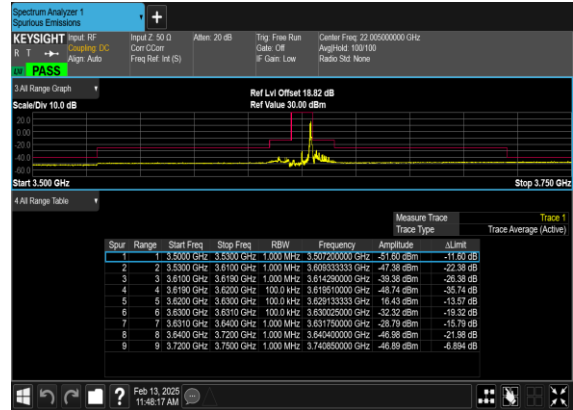 Spectrum Analyzer 1
Spurious Emissions
KEYSIGHT Input: RF Input Z: 50 Ω Atten: 20 dB Trig: Free Run Center Freq: 22.005000000 GHz
R T Coupling: DC Corr CCorr Gate: Off Avg|Hold: 100/100
Align: Auto Freq Ref: Int (S) IF Gain: Low Radio Std: None
PASS
3 All Range Graph
Ref Lvl Offset 18.82 dB
Scale/Div 10.0 dB Ref Value 30.00 dBm
20.0
0.00
-20.0
-40.0
-60.0
Start 3.500 GHz Stop 3.750 GHz
4 All Range Table
Measure Trace Trace 1
Trace Type Trace Average (Active)
Spur Range Start Freq Stop Freq RBW Frequency Amplitude ΔLimit
1 1 3.5000 GHz 3.5300 GHz 1.000 MHz 3.507200000 GHz -51.60 dBm -11.60 dB
2 2 3.5300 GHz 3.6100 GHz 1.000 MHz 3.609333333 GHz -47.38 dBm -22.38 dB
3 3 3.6100 GHz 3.6190 GHz 1.000 MHz 3.614290000 GHz -39.38 dBm -26.38 dB
4 4 3.6190 GHz 3.6200 GHz 100.0 kHz 3.619510000 GHz -48.74 dBm -35.74 dB
5 5 3.6200 GHz 3.6300 GHz 100.0 kHz 3.629133333 GHz 16.43 dBm -13.57 dB
6 6 3.6300 GHz 3.6310 GHz 100.0 kHz 3.630025000 GHz -32.32 dBm -19.32 dB
7 7 3.6310 GHz 3.6400 GHz 1.000 MHz 3.631750000 GHz -28.79 dBm -15.79 dB
8 8 3.6400 GHz 3.7200 GHz 1.000 MHz 3.640400000 GHz -46.98 dBm -21.98 dB
9 9 3.7200 GHz 3.7500 GHz 1.000 MHz 3.740850000 GHz -46.89 dBm -6.894 dB
Feb 13, 2025
11:48:17 AM